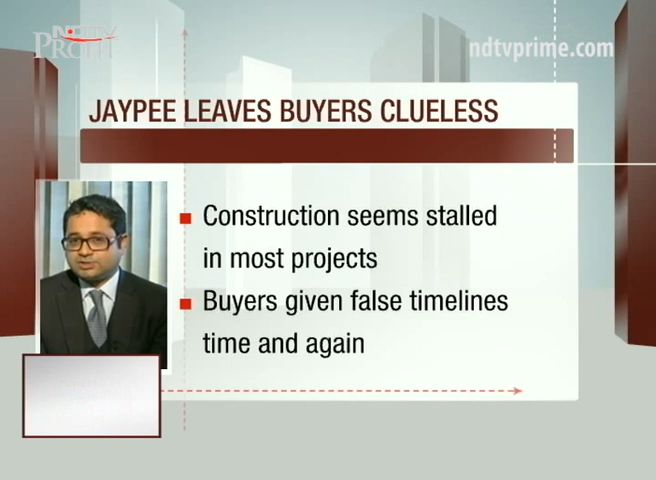 NDTV
PROFIT
ndtvprime.com
JAYPEE LEAVES BUYERS CLUELESS
Construction seems stalled
in most projects
Buyers given false timelines
time and again